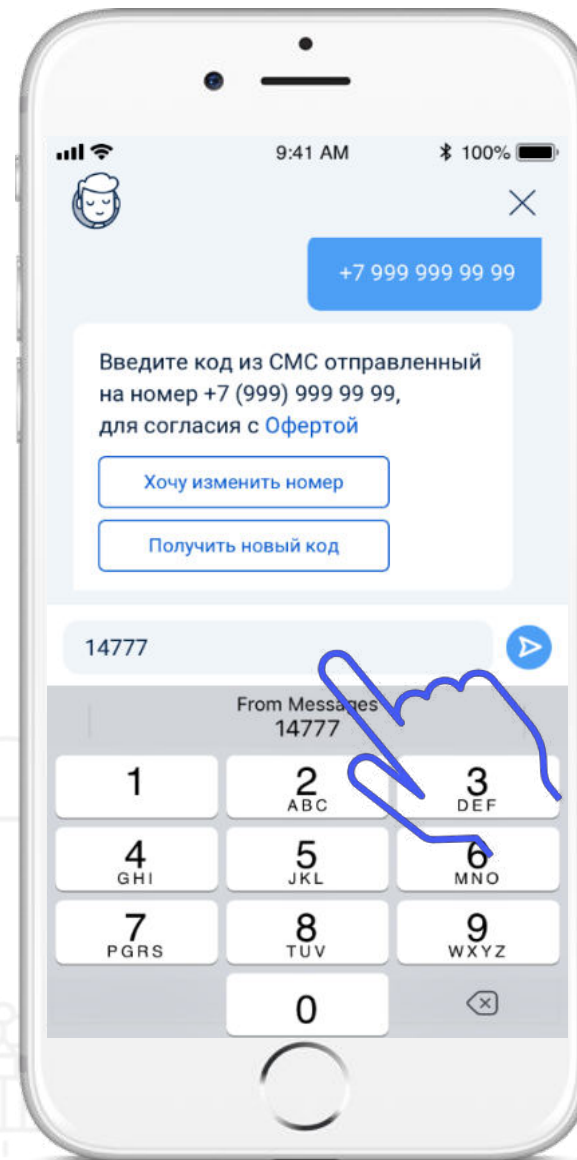 9:41 AM 100%
+7 999 999 99 99
Введите код из СМС отправленный
на номер +7 (999) 999 99 99,
для согласия с Офертой
Хочу изменить номер
Получить новый код
14777
From Messages
14777
1 2 3
ABC DEF
4 5 6
GHI JKL MNO
7 8 9
PGRS TUV WXYZ
0